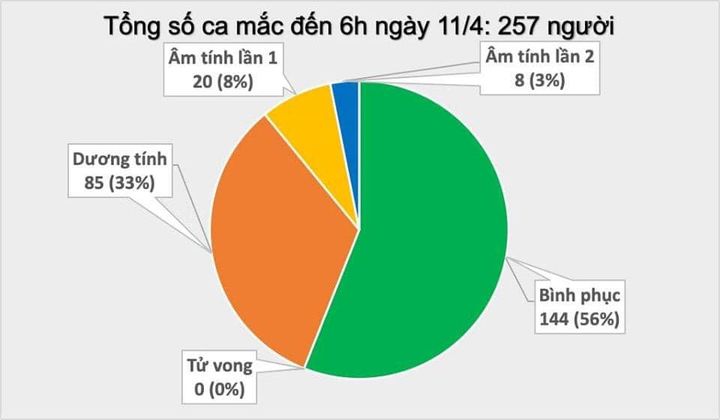 Tổng số ca mắc đến 6h ngày 11/4: 257 người
Âm tính lần 1
20 (8%)
Âm tính lần 2
8 (3%)
Dương tính
85 (33%)
Bình phục
144 (56%)
Tử vong
0 (0%)